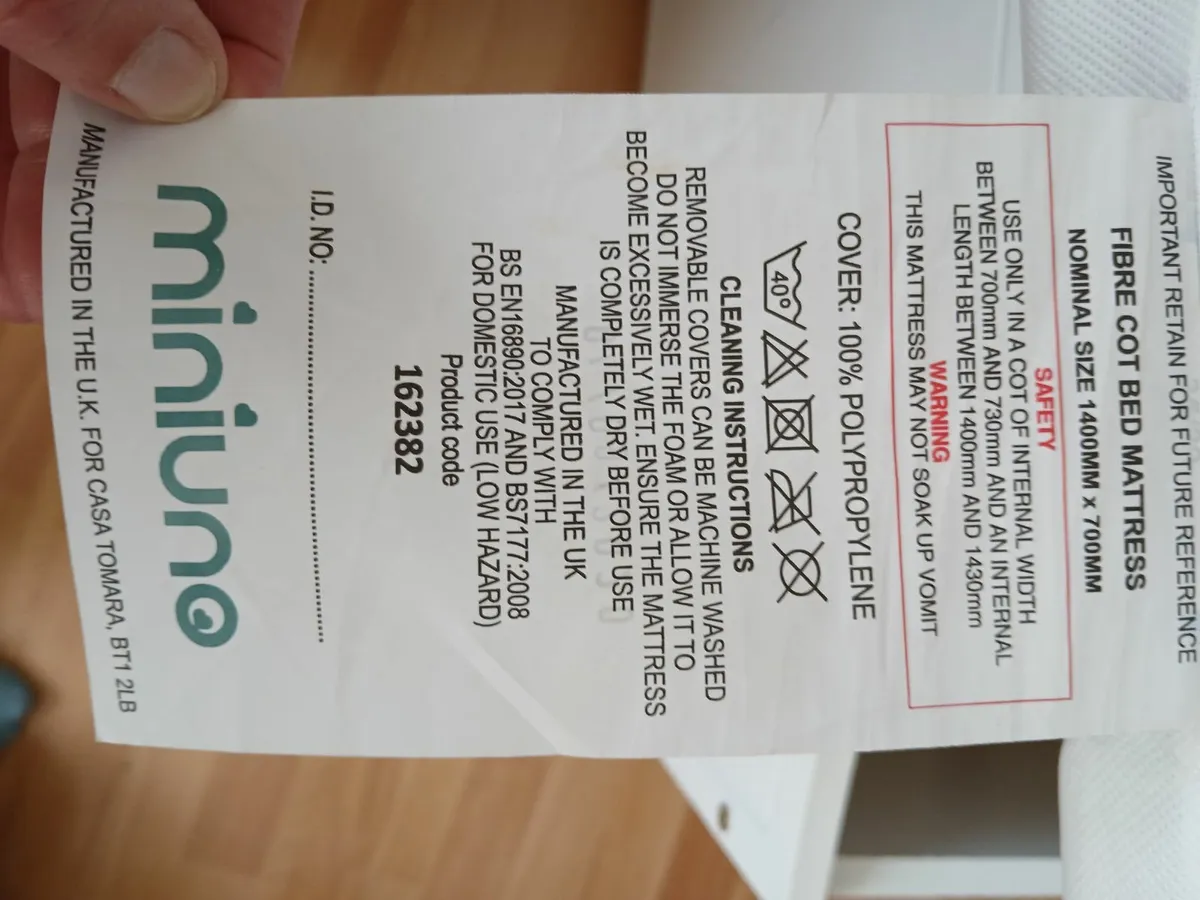 IMPORTANT RETAIN FOR FUTURE REFERENCE
FIBRE COT BED MATTRESS
NOMINAL SIZE 1400MM x 700MM
SAFETY
USE ONLY IN A COT OF INTERNAL WIDTH
BETWEEN 700mm AND 730mm AND AN INTERNAL
LENGTH BETWEEN 1400mm AND 1430mm
WARNING
THIS MATTRESS MAY NOT SOAK UP VOMIT
COVER: 100% POLYPROPYLENE
40°
CLEANING INSTRUCTIONS
REMOVABLE COVERS CAN BE MACHINE WASHED
DO NOT IMMERSE THE FOAM OR ALLOW IT TO
BECOME EXCESSIVELY WET. ENSURE THE MATTRESS
IS COMPLETELY DRY BEFORE USE
MANUFACTURED IN THE UK
TO COMPLY WITH
BS EN16890:2017 AND BS7177:2008
FOR DOMESTIC USE (LOW HAZARD)
Product code
162382
I.D. NO: ................................................
miniuno
MANUFACTURED IN THE U.K. FOR CASA TOMARA, BT1 2LB